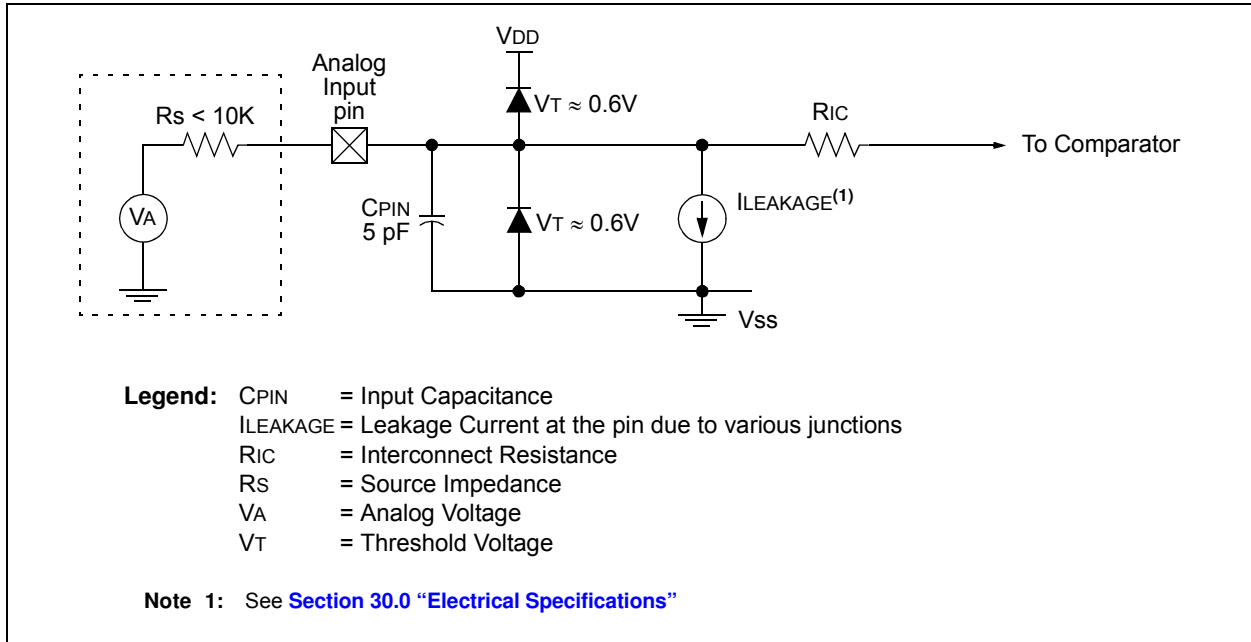 VDD
Analog
Input
pin
Rs < 10K
VT ≈ 0.6V
RIC
To Comparator
VA
CPIN
5 pF
VT ≈ 0.6V
ILEAKAGE(1)
Vss
Legend: CPIN = Input Capacitance
ILEAKAGE = Leakage Current at the pin due to various junctions
RIC = Interconnect Resistance
RS = Source Impedance
VA = Analog Voltage
VT = Threshold Voltage
Note 1: See Section 30.0 “Electrical Specifications”